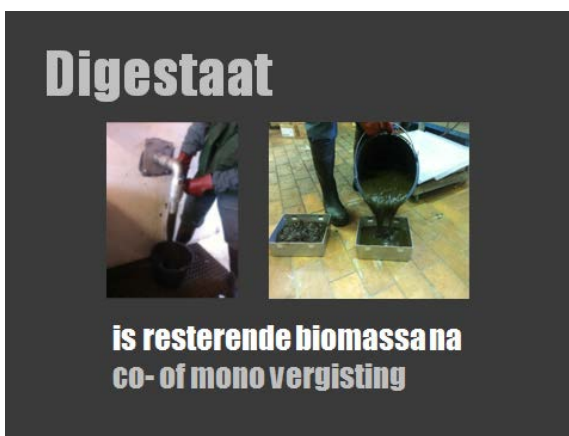 Digestaat
is resterende biomassa na
co- of mono vergisting